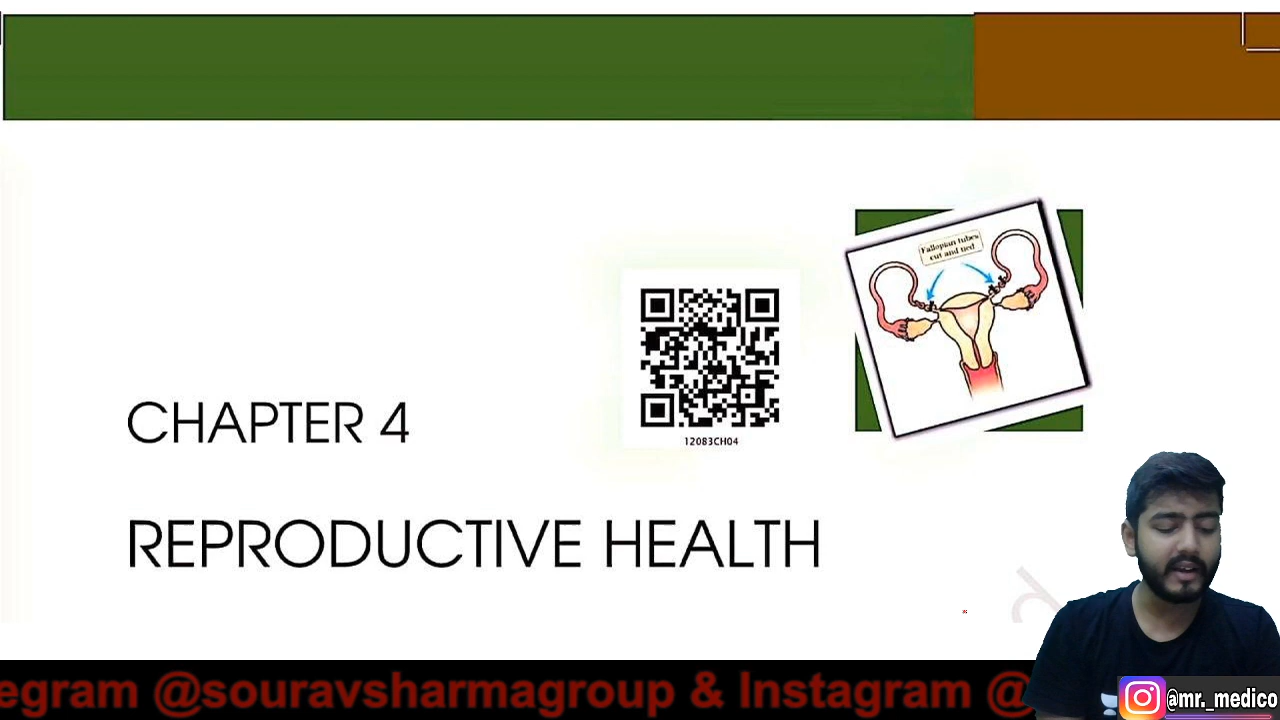 Fallopian tubes
cut and tied
12083CH04
CHAPTER 4
REPRODUCTIVE HEALTH
egram @souravsharmagroup & Instagram @
@mr._medico